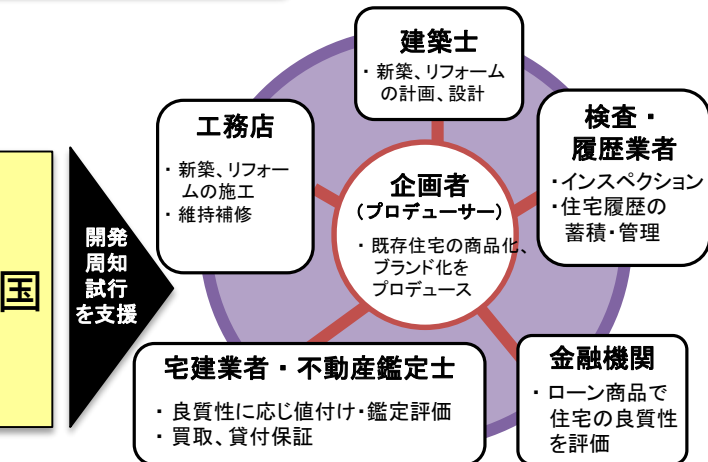 国
開発
周知
試行
を支援
建築士
・ 新築、リフォーム
の計画、設計
工務店
・ 新築、リフォー
ムの施工
・ 維持補修
検査・
履歴業者
・インスペクション
・住宅履歴の
蓄積・管理
企画者
（プロデューサー）
・ 既存住宅の商品化、
ブランド化を
プロデュース
宅建業者・不動産鑑定士
・ 良質性に応じ値付け・鑑定評価
・ 買取、貸付保証
金融機関
・ ローン商品で
住宅の良質性
を評価